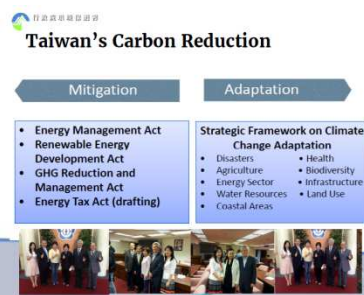 Taiwan's Carbon Reduction
Mitigation
Adaptation
• Energy Management Act
• Renewable Energy
Development Act
• GHG Reduction and
Management Act
• Energy Tax Act (drafting)
Strategic Framework on Climate
Change Adaptation
• Disasters
• Agriculture
• Energy Sector
• Water Resources
• Coastal Areas
• Health
• Biodiversity
• Infrastructure
• Land Use